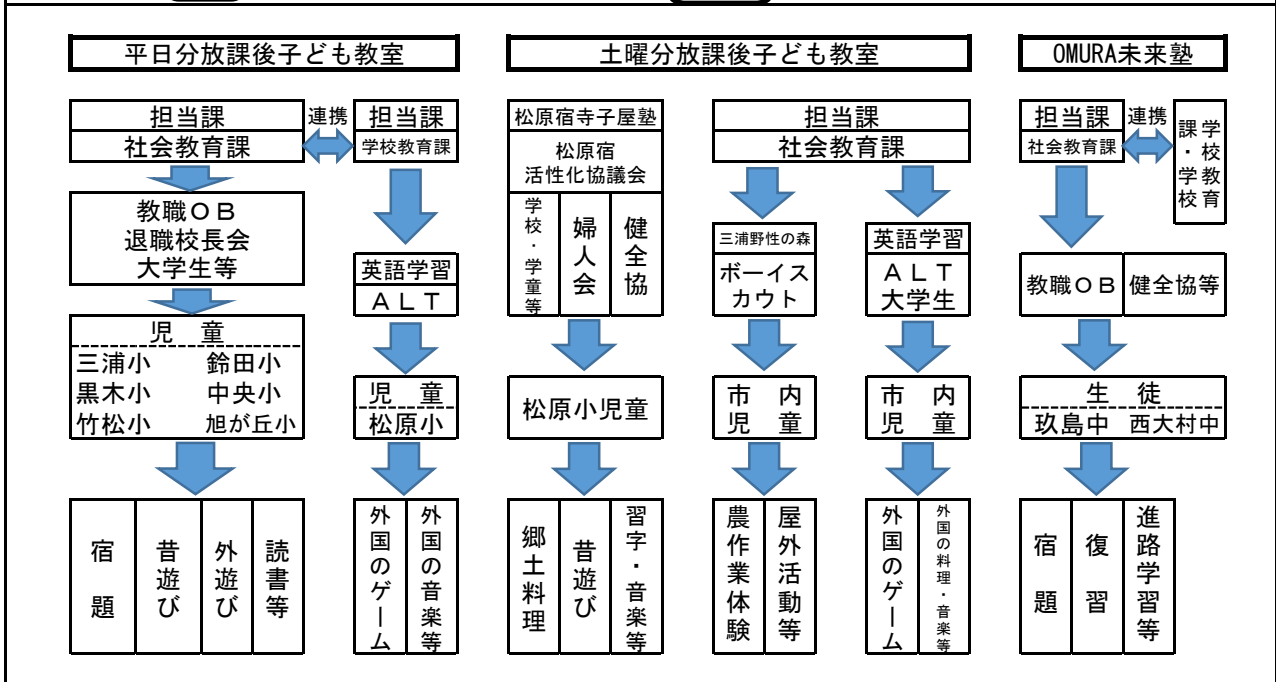 平日分放課後子ども教室
担当課
社会教育課
連携
担当課
学校教育課
教職OB
退職校長会
大学生等
英語学習
ALT
児 童
三浦小 鈴田小
黒木小 中央小
竹松小 旭が丘小
児 童
松原小
宿題
昔遊び
外遊び
読書等
外国のゲーム
外国の音楽等
土曜分放課後子ども教室
松原宿寺子屋塾
松原宿
活性化協議会
学校・学童等
婦人会
健全協
松原小児童
郷土料理
昔遊び
習字・音楽等
担当課
社会教育課
三浦野性の森
ボーイス
カウト
英語学習
ALT
大学生
市 内
児 童
市 内
児 童
農作業体験
屋外活動等
外国のゲーム
外国の料理・音楽等
OMURA未来塾
担当課
社会教育課
連携
学校教育
課・学校
教職OB
健全協等
生 徒
玖島中 西大村中
宿題
復習
進路学習等